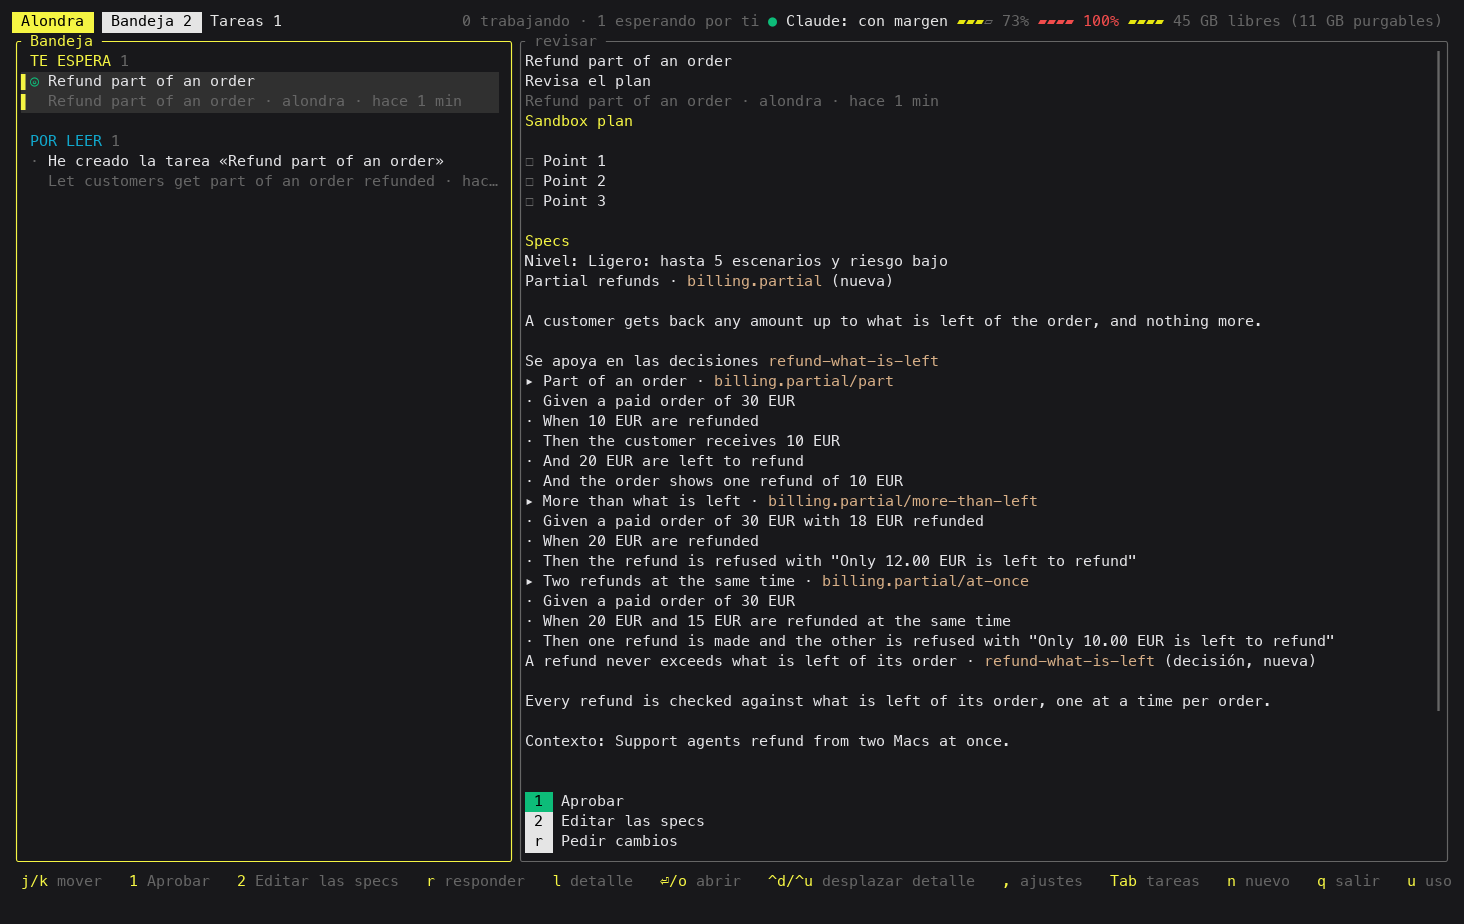 Alondra Bandeja 2 Tareas 1 0 trabajando · 1 esperando por ti ● Claude: con margen ▰▰▰▱ 73% ▰▰▰▰ 100% ▰▰▰▰ 45 GB libres (11 GB purgables)
Bandeja
TE ESPERA 1
☺ Refund part of an order
Refund part of an order · alondra · hace 1 min
POR LEER 1
· He creado la tarea «Refund part of an order»
Let customers get part of an order refunded · hac…
revisar
Refund part of an order
Revisa el plan
Refund part of an order · alondra · hace 1 min
Sandbox plan
□ Point 1
□ Point 2
□ Point 3
Specs
Nivel: Ligero: hasta 5 escenarios y riesgo bajo
Partial refunds · billing.partial (nueva)
A customer gets back any amount up to what is left of the order, and nothing more.
Se apoya en las decisiones refund-what-is-left
▸ Part of an order · billing.partial/part
· Given a paid order of 30 EUR
· When 10 EUR are refunded
· Then the customer receives 10 EUR
· And 20 EUR are left to refund
· And the order shows one refund of 10 EUR
▸ More than what is left · billing.partial/more-than-left
· Given a paid order of 30 EUR with 18 EUR refunded
· When 20 EUR are refunded
· Then the refund is refused with "Only 12.00 EUR is left to refund"
▸ Two refunds at the same time · billing.partial/at-once
· Given a paid order of 30 EUR
· When 20 EUR and 15 EUR are refunded at the same time
· Then one refund is made and the other is refused with "Only 10.00 EUR is left to refund"
A refund never exceeds what is left of its order · refund-what-is-left (decisión, nueva)
Every refund is checked against what is left of its order, one at a time per order.
Contexto: Support agents refund from two Macs at once.
1 Aprobar
2 Editar las specs
r Pedir cambios
j/k mover 1 Aprobar 2 Editar las specs r responder l detalle ⏎/o abrir ^d/^u desplazar detalle , ajustes Tab tareas n nuevo q salir u uso